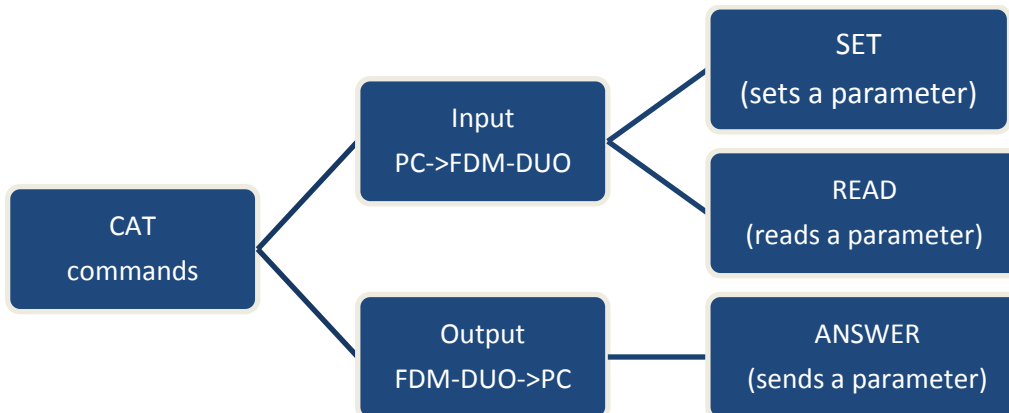 CAT
commands
Input
PC->FDM-DUO
SET
(sets a parameter)
READ
(reads a parameter)
Output
FDM-DUO->PC
ANSWER
(sends a parameter)